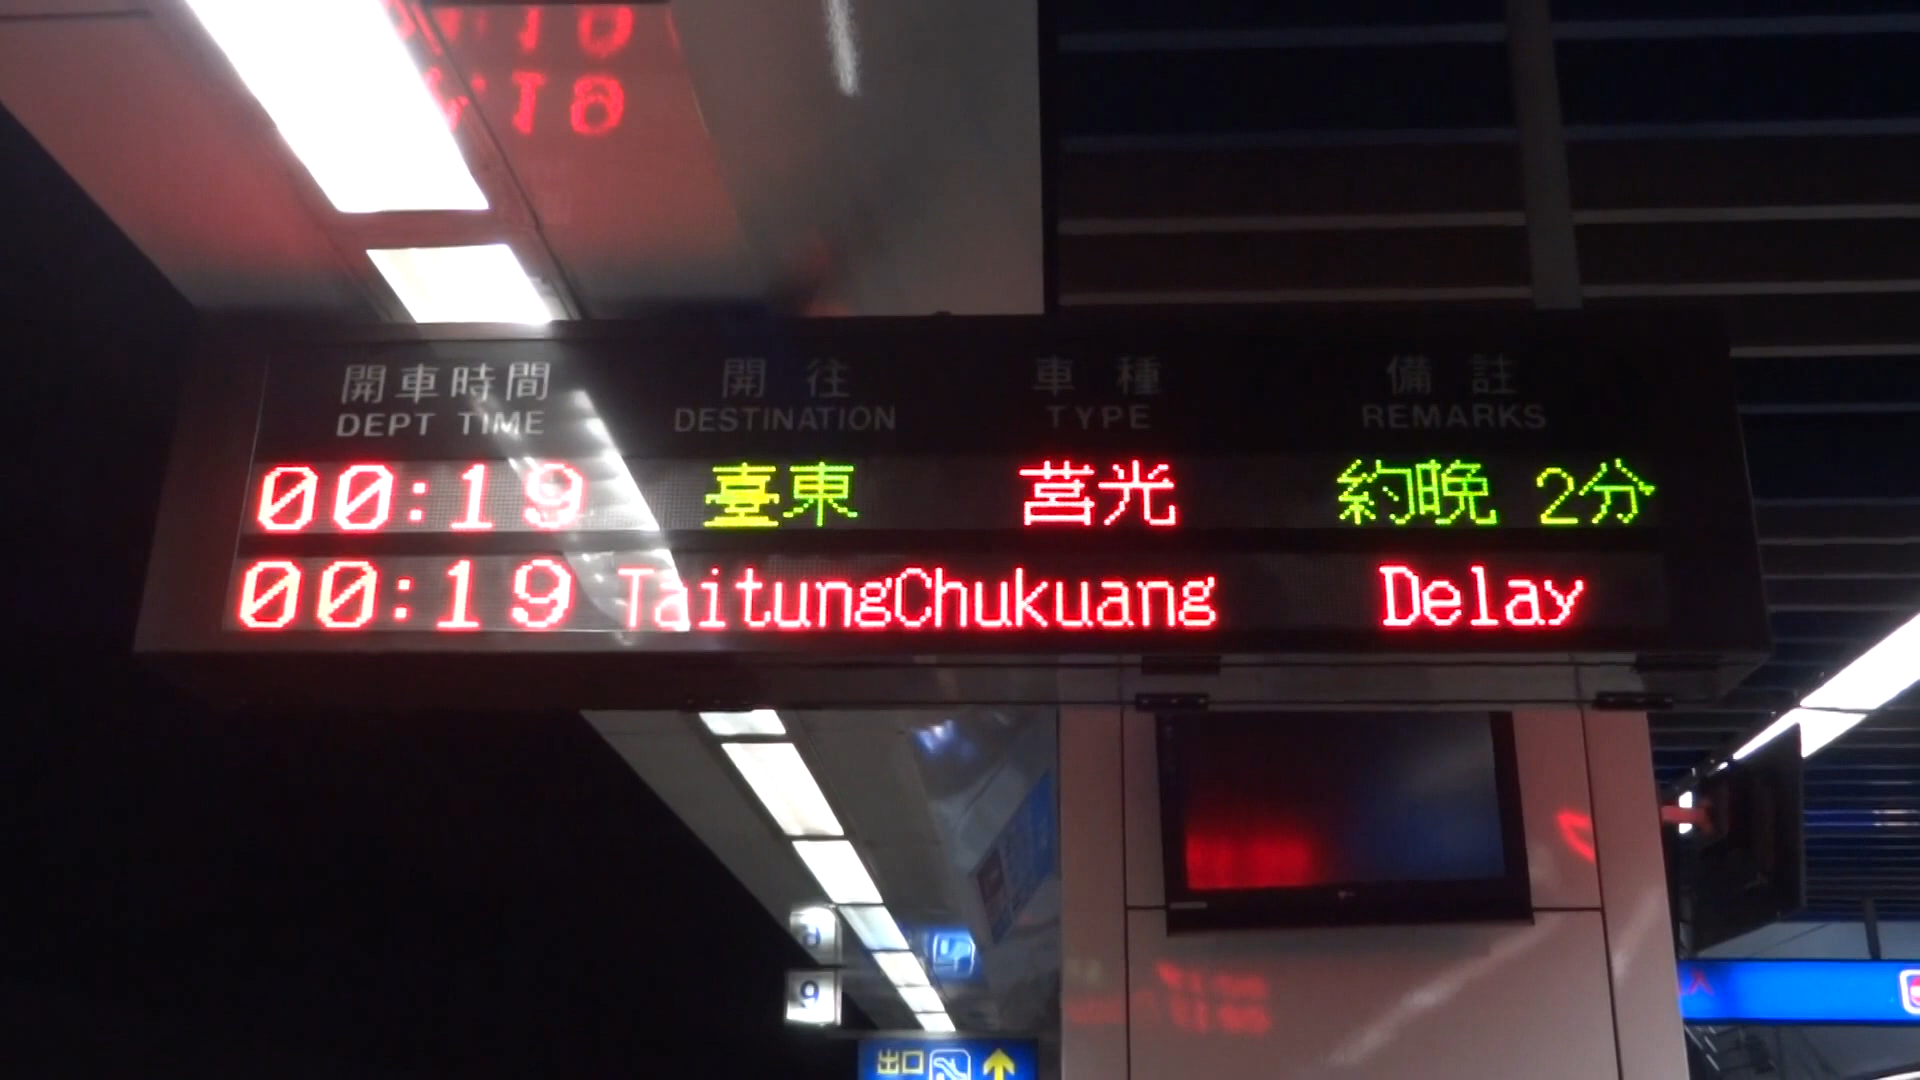 開車時間 開往 車種 備註
DEPT TIME DESTINATION TYPE REMARKS
00:19 臺東 莒光 約晚 2分
00:19 TaitungChukuang Delay
9
出口